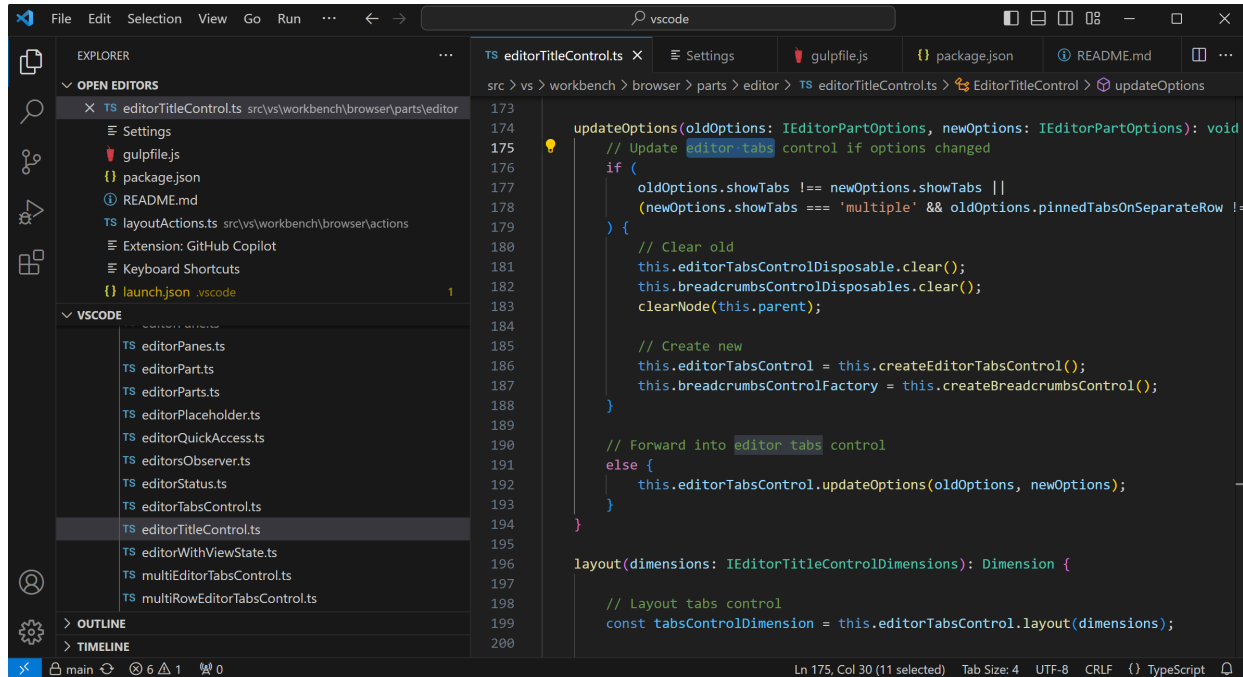 File Edit Selection View Go Run ··· vscode
EXPLORER ···
OPEN EDITORS
TS editorTitleControl.ts src\vs\workbench\browser\parts\editor
Settings
gulpfile.js
{} package.json
README.md
TS layoutActions.ts src\vs\workbench\browser\actions
Extension: GitHub Copilot
Keyboard Shortcuts
{} launch.json .vscode 1
VSCODE
TS editorPanes.ts
TS editorPart.ts
TS editorParts.ts
TS editorPlaceholder.ts
TS editorQuickAccess.ts
TS editorsObserver.ts
TS editorStatus.ts
TS editorTabsControl.ts
TS editorTitleControl.ts
TS editorWithViewState.ts
TS multiEditorTabsControl.ts
TS multiRowEditorTabsControl.ts
OUTLINE
TIMELINE
TS editorTitleControl.ts Settings gulpfile.js {} package.json README.md ···
src > vs > workbench > browser > parts > editor > TS editorTitleControl.ts > EditorTitleControl > updateOptions
173
174 updateOptions(oldOptions: IEditorPartOptions, newOptions: IEditorPartOptions): void
175 // Update editor tabs control if options changed
176 if (
177 oldOptions.showTabs !== newOptions.showTabs ||
178 (newOptions.showTabs === 'multiple' && oldOptions.pinnedTabsOnSeparateRow !=
179 ) {
180 // Clear old
181 this.editorTabsControlDisposable.clear();
182 this.breadcrumbsControlDisposables.clear();
183 clearNode(this.parent);
184
185 // Create new
186 this.editorTabsControl = this.createEditorTabsControl();
187 this.breadcrumbsControlFactory = this.createBreadcrumbsControl();
188 }
189
190 // Forward into editor tabs control
191 else {
192 this.editorTabsControl.updateOptions(oldOptions, newOptions);
193 }
194 }
195
196 layout(dimensions: IEditorTitleControlDimensions): Dimension {
197
198 // Layout tabs control
199 const tabsControlDimension = this.editorTabsControl.layout(dimensions);
200
main 6 1 0 Ln 175, Col 30 (11 selected) Tab Size: 4 UTF-8 CRLF {} TypeScript